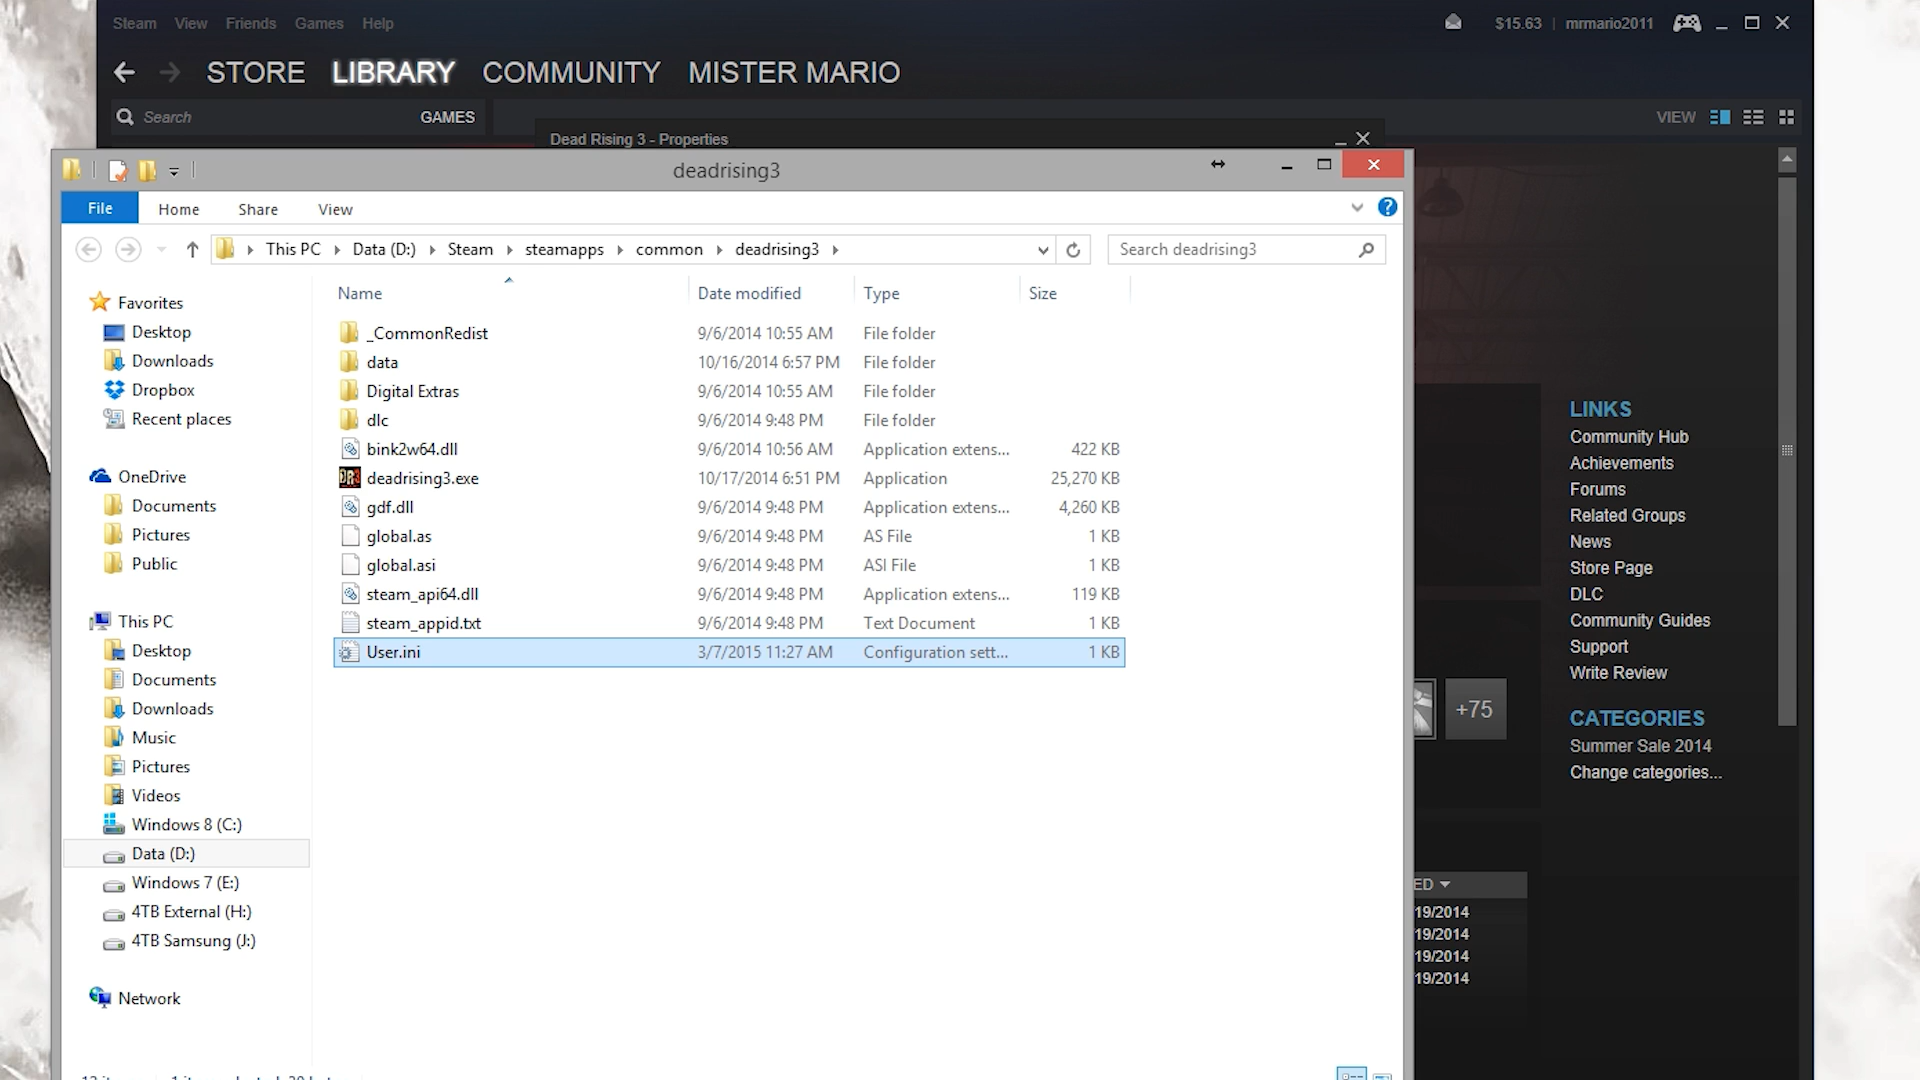 Steam View Friends Games Help
$15.63 | mrmario2011
STORE LIBRARY COMMUNITY MISTER MARIO
Search GAMES
VIEW
Dead Rising 3 - Properties
deadrising3
File Home Share View
This PC Data (D:) Steam steamapps common deadrising3
Search deadrising3
Name Date modified Type Size
_CommonRedist 9/6/2014 10:55 AM File folder
data 10/16/2014 6:57 PM File folder
Digital Extras 9/6/2014 10:55 AM File folder
dlc 9/6/2014 9:48 PM File folder
bink2w64.dll 9/6/2014 10:56 AM Application extens... 422 KB
deadrising3.exe 10/17/2014 6:51 PM Application 25,270 KB
gdf.dll 9/6/2014 9:48 PM Application extens... 4,260 KB
global.as 9/6/2014 9:48 PM AS File 1 KB
global.asi 9/6/2014 9:48 PM ASI File 1 KB
steam_api64.dll 9/6/2014 9:48 PM Application extens... 119 KB
steam_appid.txt 9/6/2014 9:48 PM Text Document 1 KB
User.ini 3/7/2015 11:27 AM Configuration sett... 1 KB
Favorites
Desktop
Downloads
Dropbox
Recent places
OneDrive
Documents
Pictures
Public
This PC
Desktop
Documents
Downloads
Music
Pictures
Videos
Windows 8 (C:)
Data (D:)
Windows 7 (E:)
4TB External (H:)
4TB Samsung (J:)
Network
LINKS
Community Hub
Achievements
Forums
Related Groups
News
Store Page
DLC
Community Guides
Support
Write Review
+75
CATEGORIES
Summer Sale 2014
Change categories...
ED
19/2014
19/2014
19/2014
19/2014